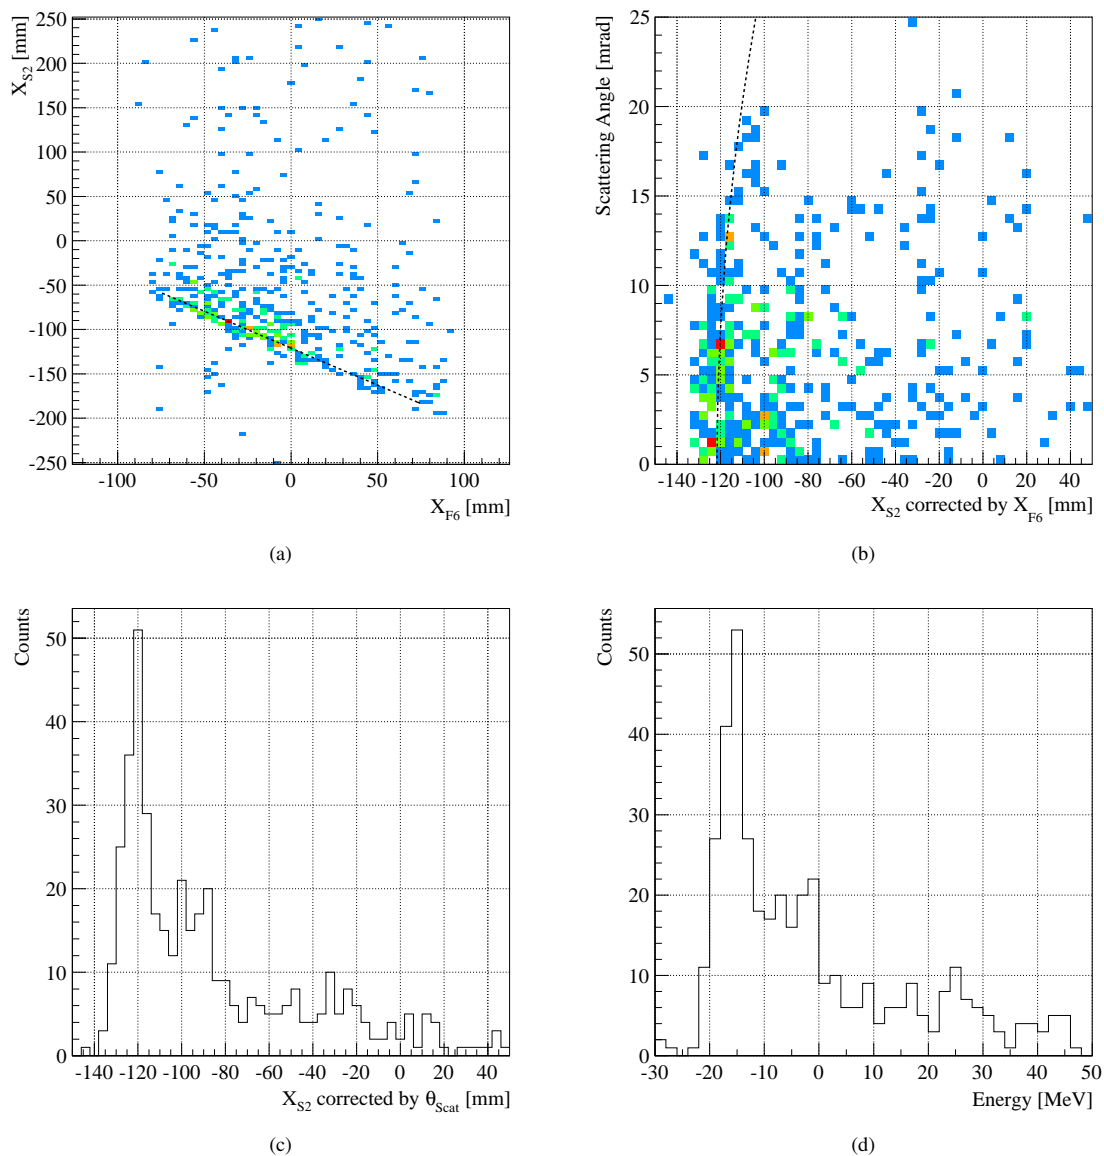 X_S2 [mm]
250
200
150
100
50
0
-50
-100
-150
-200
-250
-100 -50 0 50 100
X_F6 [mm]
(a)
Scattering Angle [mrad]
25
20
15
10
5
0
-140 -120 -100 -80 -60 -40 -20 0 20 40
X_S2 corrected by X_F6 [mm]
(b)
Counts
50
40
30
20
10
0
-140 -120 -100 -80 -60 -40 -20 0 20 40
X_S2 corrected by θ_Scat [mm]
(c)
Counts
50
40
30
20
10
0
-30 -20 -10 0 10 20 30 40 50
Energy [MeV]
(d)